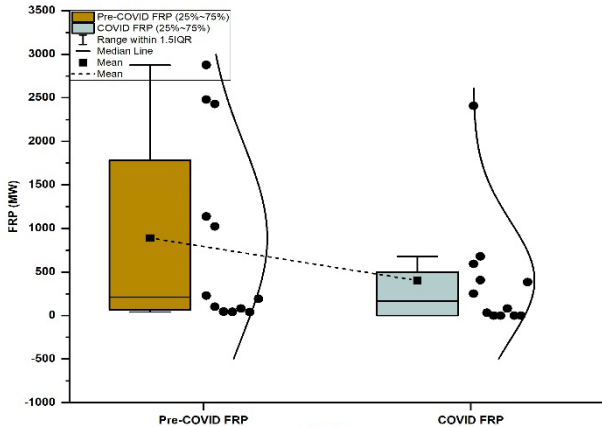 3500
3000
2500
2000
1500
1000
500
0
-500
-1000
FRP (MW)
Pre-COVID FRP (25%~75%)
COVID FRP (25%~75%)
Range within 1.5IQR
Median Line
Mean
Mean
Pre-COVID FRP
COVID FRP